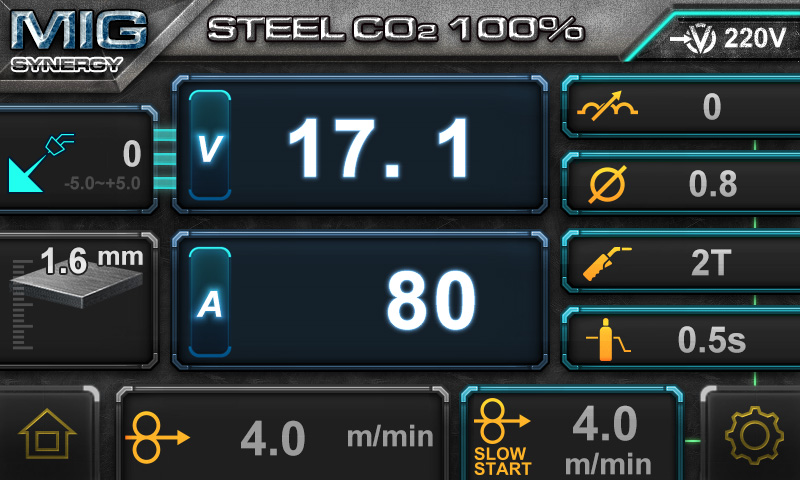 MIG
SYNERGY
STEEL CO₂ 100%
220V
0
-5.0~+5.0
V
17. 1
0
0.8
1.6 mm
A
80
2T
0.5s
4.0 m/min
SLOW
START
4.0
m/min